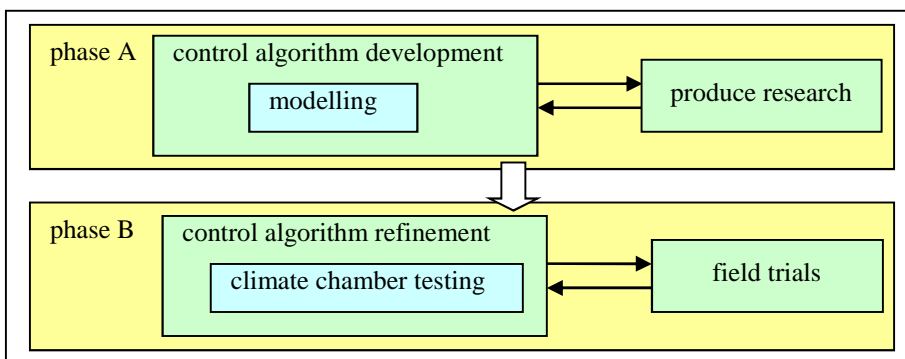 phase A
control algorithm development
modelling
produce research
phase B
control algorithm refinement
climate chamber testing
field trials